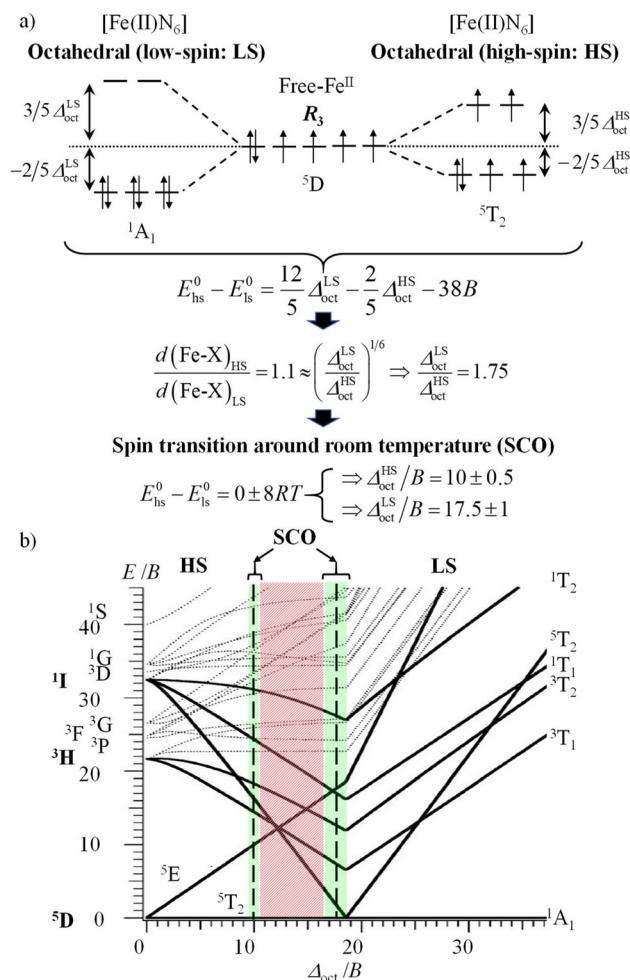 a)
[Fe(II)N₆] [Fe(II)N₆]
Octahedral (low-spin: LS) Octahedral (high-spin: HS)
Free-Feᴵᴵ
R₃
3/5 Δ_oct^LS 3/5 Δ_oct^HS
−2/5 Δ_oct^LS −2/5 Δ_oct^HS
⁵D
¹A₁ ⁵T₂
E_hs^0 − E_ls^0 = 12/5 Δ_oct^LS − 2/5 Δ_oct^HS − 38B
d(Fe-X)_HS / d(Fe-X)_LS = 1.1 ≈ (Δ_oct^LS / Δ_oct^HS)^1/6 ⇒ Δ_oct^LS / Δ_oct^HS = 1.75
Spin transition around room temperature (SCO)
E_hs^0 − E_ls^0 = 0 ± 8RT { ⇒ Δ_oct^HS/B = 10 ± 0.5
⇒ Δ_oct^LS/B = 17.5 ± 1
b)
HS SCO LS
E/B
¹T₂
¹S
40
⁵T₂
¹G
³D
¹T₁
¹I
³T₂
30
³F ³G
³P
³T₁
³H
20
10
⁵E
⁵T₂
⁵D 0 ¹A₁
0 10 20 30
Δ_oct/B